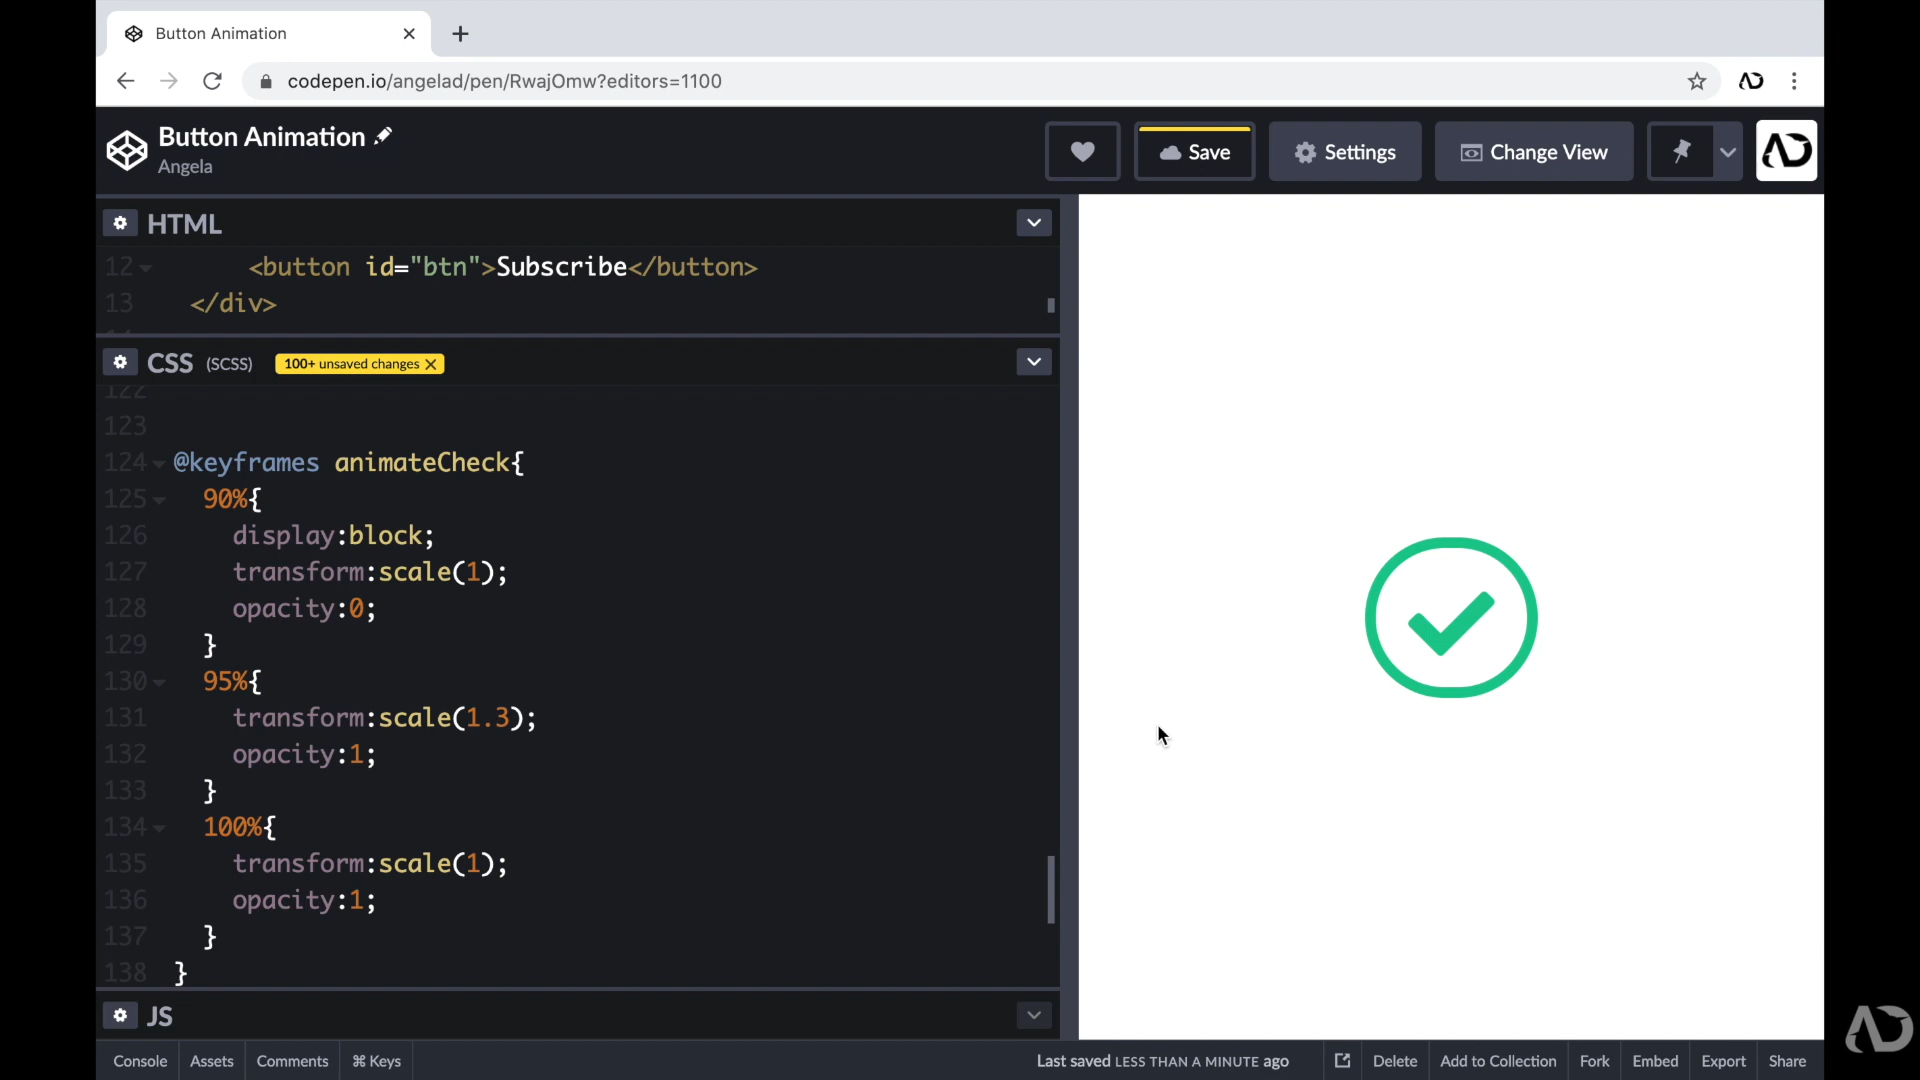 Button Animation
codepen.io/angelad/pen/RwajOmw?editors=1100
Button Animation
Angela
Save
Settings
Change View
HTML
12 <button id="btn">Subscribe</button>
13 </div>
CSS (SCSS) 100+ unsaved changes
122
123
124 @keyframes animateCheck{
125 90%{
126 display:block;
127 transform:scale(1);
128 opacity:0;
129 }
130 95%{
131 transform:scale(1.3);
132 opacity:1;
133 }
134 100%{
135 transform:scale(1);
136 opacity:1;
137 }
138 }
JS
Console Assets Comments ⌘ Keys Last saved LESS THAN A MINUTE ago Delete Add to Collection Fork Embed Export Share